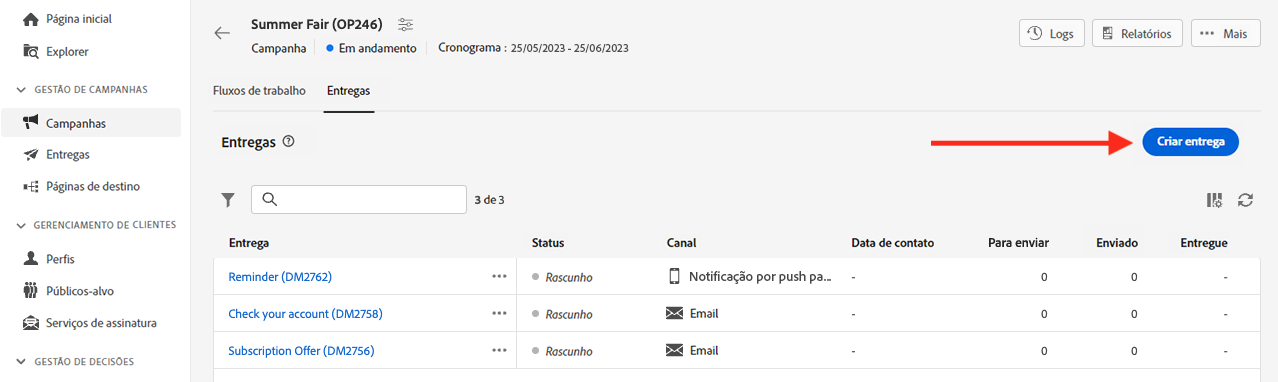 Página inicial
Explorer
GESTÃO DE CAMPANHAS
Campanhas
Entregas
Páginas de destino
GERENCIAMENTO DE CLIENTES
Perfis
Públicos-alvo
Serviços de assinatura
GESTÃO DE DECISÕES
Summer Fair (OP246)
Campanha Em andamento Cronograma : 25/05/2023 - 25/06/2023
Logs Relatórios Mais
Fluxos de trabalho Entregas
Entregas
Criar entrega
3 de 3
Entrega Status Canal Data de contato Para enviar Enviado Entregue
Reminder (DM2762) Rascunho Notificação por push pa... - 0 0 -
Check your account (DM2758) Rascunho Email - 0 0 -
Subscription Offer (DM2756) Rascunho Email - 0 0 -